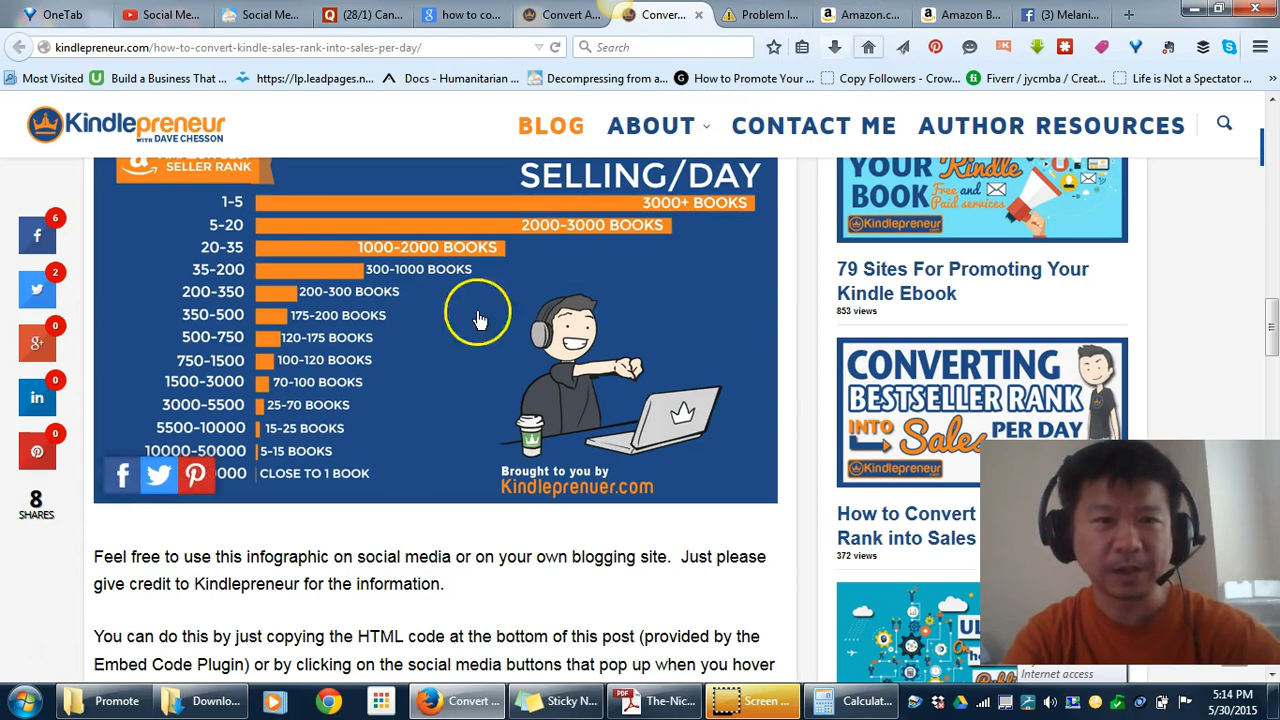 OneTab
Social Me...
Social Me...
(28/1) Can...
how to co...
Convert A...
Conver...
Problem l...
Amazon.c...
Amazon B...
(3) Melani...
kindlepreneur.com/how-to-convert-kindle-sales-rank-into-sales-per-day/
Search
Most Visited
Build a Business That ...
https://lp.leadpages.n...
Docs - Humanitarian ...
Decompressing from a...
How to Promote Your ...
Copy Followers - Crow...
Fiverr / jycmba / Creat...
Life is Not a Spectator ...
Kindlepreneur
WITH DAVE CHESSON
BLOG
ABOUT
CONTACT ME
AUTHOR RESOURCES
SELLER RANK
SELLING/DAY
1-5 3000+ BOOKS
5-20 2000-3000 BOOKS
20-35 1000-2000 BOOKS
35-200 300-1000 BOOKS
200-350 200-300 BOOKS
350-500 175-200 BOOKS
500-750 120-175 BOOKS
750-1500 100-120 BOOKS
1500-3000 70-100 BOOKS
3000-5500 25-70 BOOKS
5500-10000 15-25 BOOKS
10000-50000 5-15 BOOKS
000 CLOSE TO 1 BOOK
Brought to you by
Kindleprenuer.com
6
2
0
0
0
8
SHARES
Feel free to use this infographic on social media or on your own blogging site. Just please
give credit to Kindlepreneur for the information.
You can do this by just copying the HTML code at the bottom of this post (provided by the
Embed Code Plugin) or by clicking on the social media buttons that pop up when you hover
YOUR Kindle
BOOK Free and
Paid services
Kindlepreneur
79 Sites For Promoting Your
Kindle Ebook
853 views
CONVERTING
BESTSELLER RANK
INTO Sales PER DAY
Kindlepreneur
How to Convert
Rank into Sales
372 views
UL
Internet access
Promote
Downlo...
Convert ...
Sticky N...
The-Nic...
Screen ...
Calculat...
5:14 PM
5/30/2015